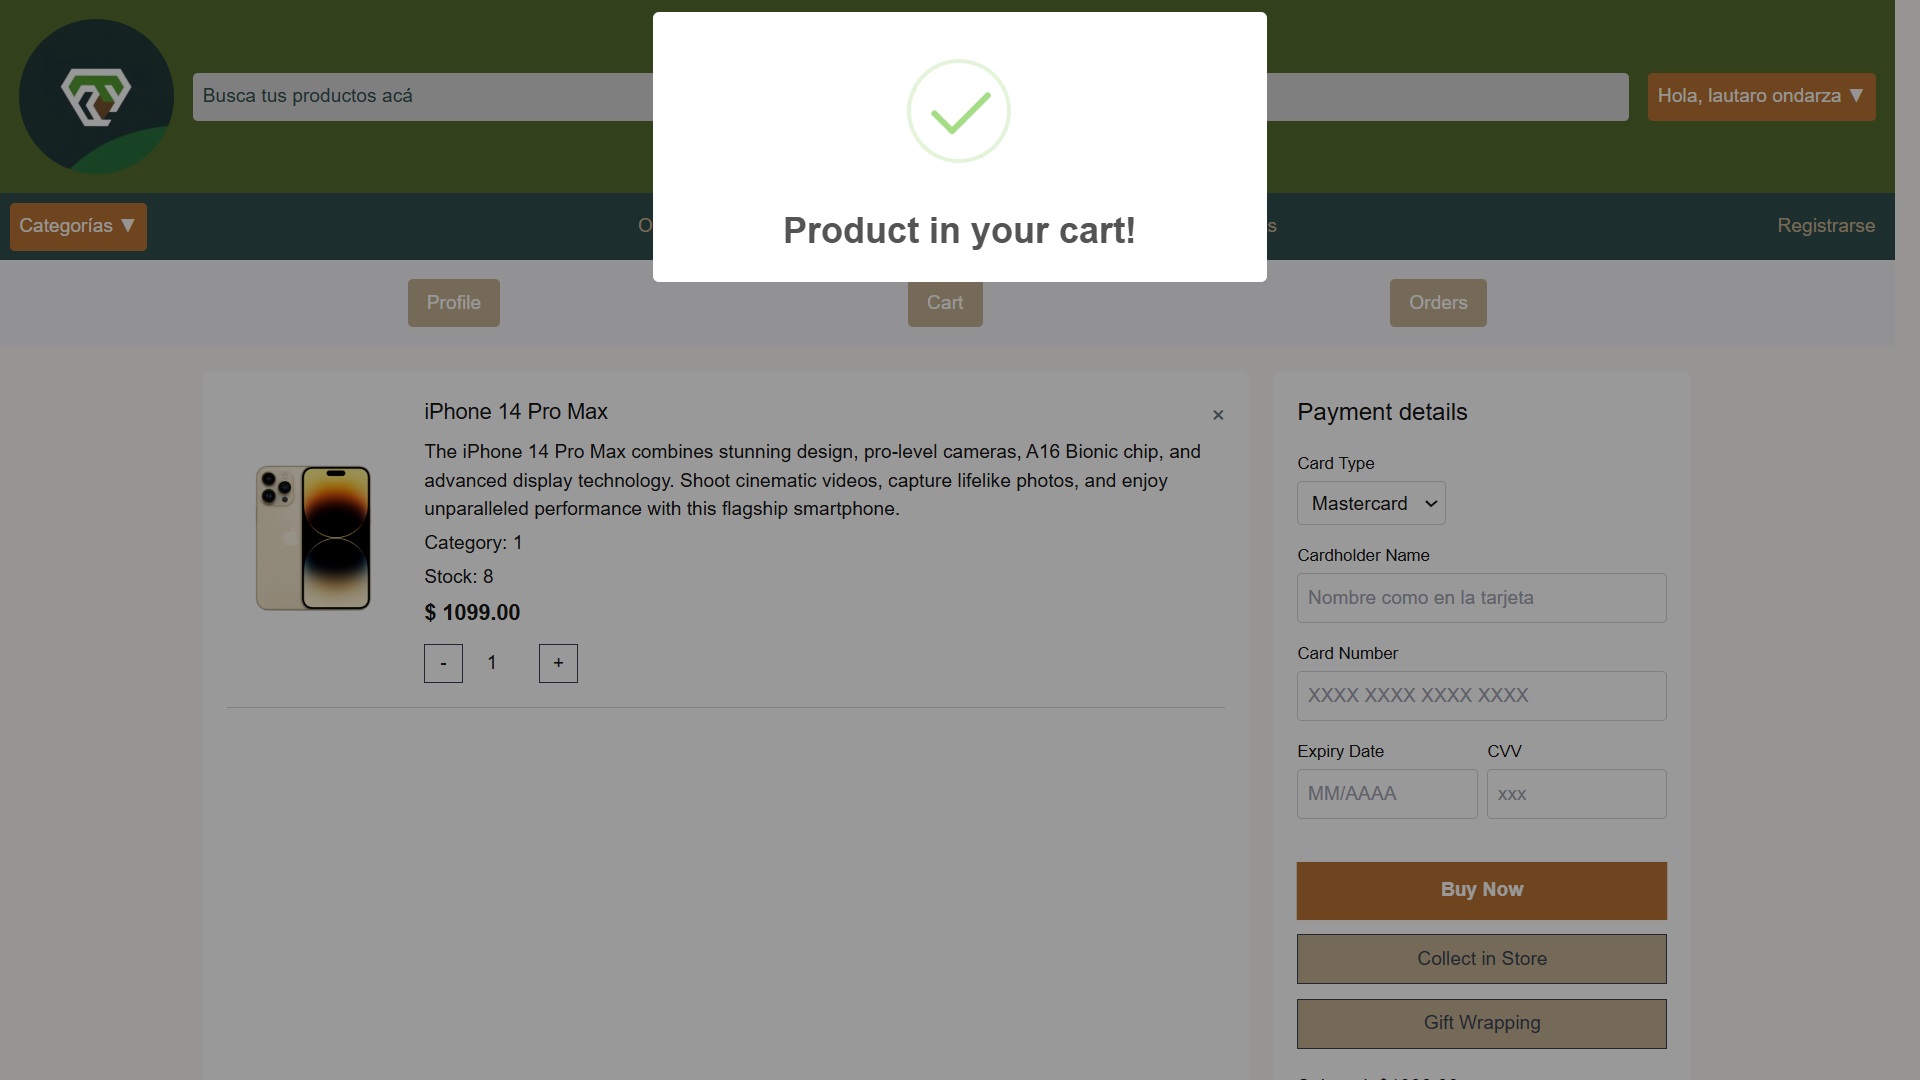 Busca tus productos acá
Hola, lautaro ondarza ▼
Product in your cart!
Categorías ▼
Registrarse
Profile
Cart
Orders
iPhone 14 Pro Max
×
The iPhone 14 Pro Max combines stunning design, pro-level cameras, A16 Bionic chip, and
advanced display technology. Shoot cinematic videos, capture lifelike photos, and enjoy
unparalleled performance with this flagship smartphone.
Category: 1
Stock: 8
$ 1099.00
- 1 +
Payment details
Card Type
Mastercard
Cardholder Name
Nombre como en la tarjeta
Card Number
XXXX XXXX XXXX XXXX
Expiry Date CVV
MM/AAAA xxx
Buy Now
Collect in Store
Gift Wrapping